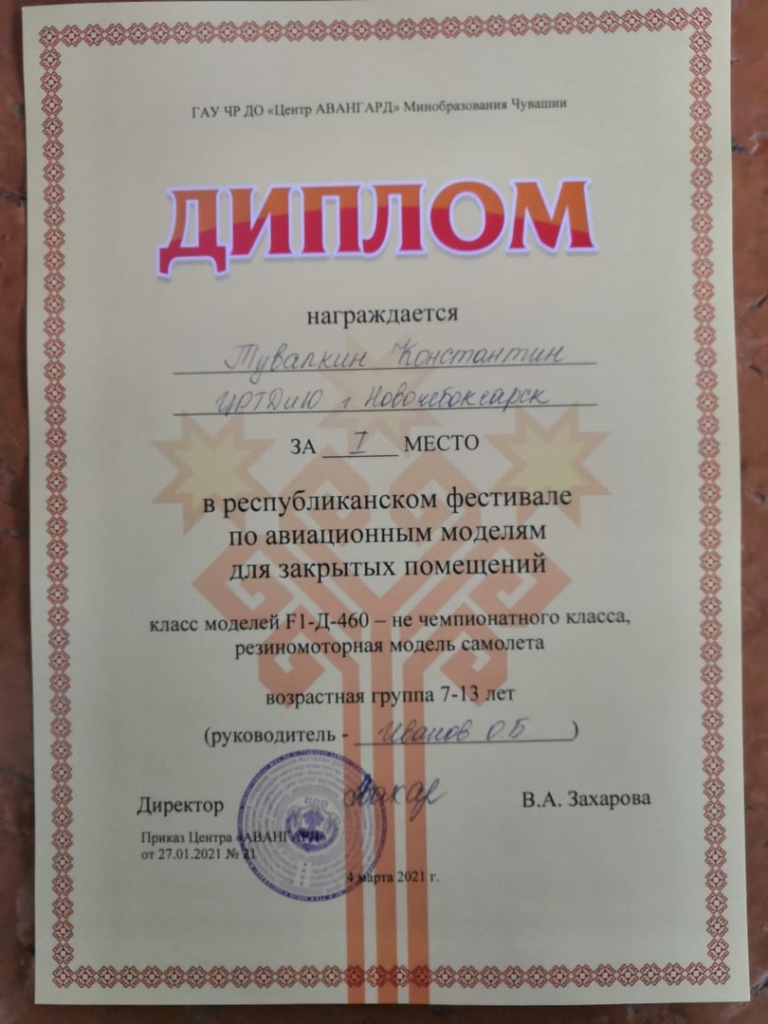 ГАУ ЧР ДО «Центр АВАНГАРД» Минобразования Чувашии
ДИПЛОМ
награждается
Тувалкин Константин
ЦРТДиЮ г Новочебоксарск
ЗА I МЕСТО
в республиканском фестивале
по авиационным моделям
для закрытых помещений
класс моделей F1-Д-460 – не чемпионатного класса,
резиномоторная модель самолета
возрастная группа 7-13 лет
(руководитель - Иванов О Б)
Директор В.А. Захарова
Приказ Центра «АВАНГАРД»
от 27.01.2021 № 21
4 марта 2021 г.